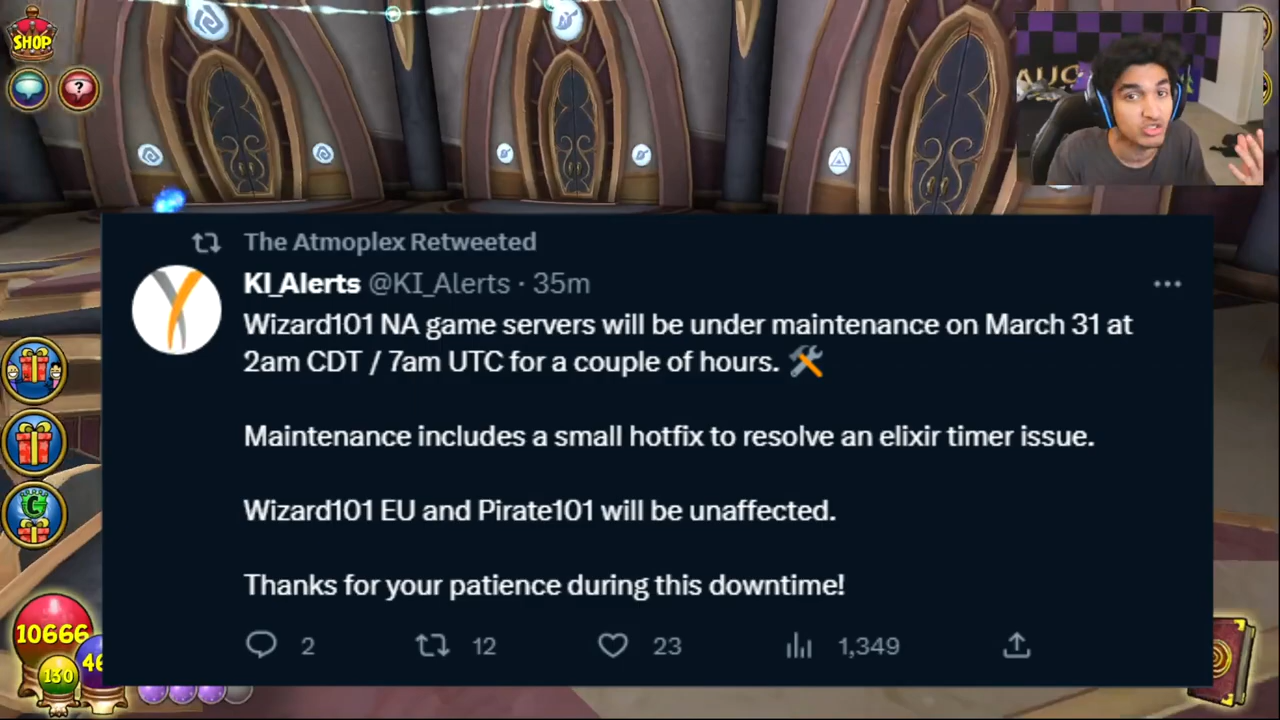 SHOP
?
The Atmoplex Retweeted
KI_Alerts @KI_Alerts · 35m
...
Wizard101 NA game servers will be under maintenance on March 31 at
2am CDT / 7am UTC for a couple of hours. 🛠️
Maintenance includes a small hotfix to resolve an elixir timer issue.
Wizard101 EU and Pirate101 will be unaffected.
Thanks for your patience during this downtime!
2 12 23 1,349
10666
130